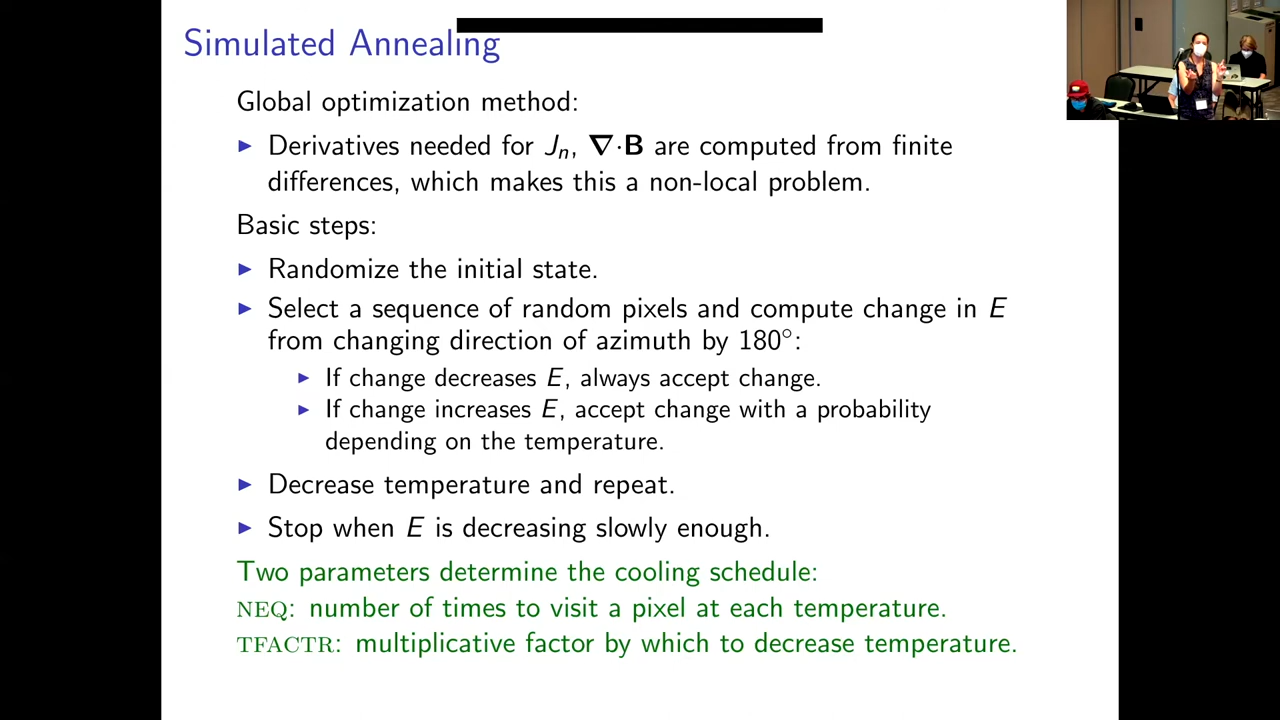 Simulated Annealing
Global optimization method:
▶ Derivatives needed for Jₙ, ∇·B are computed from finite
differences, which makes this a non-local problem.
Basic steps:
▶ Randomize the initial state.
▶ Select a sequence of random pixels and compute change in E
from changing direction of azimuth by 180°:
▶ If change decreases E, always accept change.
▶ If change increases E, accept change with a probability
depending on the temperature.
▶ Decrease temperature and repeat.
▶ Stop when E is decreasing slowly enough.
Two parameters determine the cooling schedule:
NEQ: number of times to visit a pixel at each temperature.
TFACTR: multiplicative factor by which to decrease temperature.